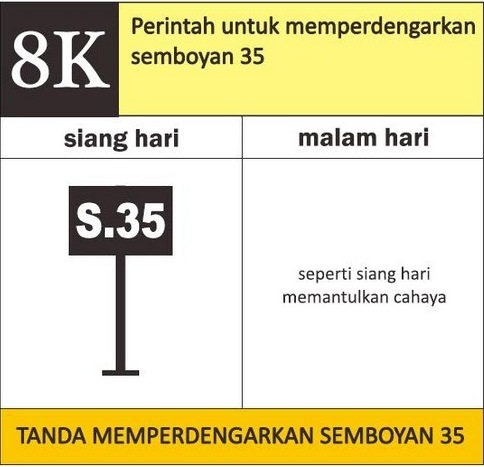 8K
Perintah untuk memperdengarkan
semboyan 35
siang hari
malam hari
S.35
seperti siang hari
memantulkan cahaya
TANDA MEMPERDENGARKAN SEMBOYAN 35